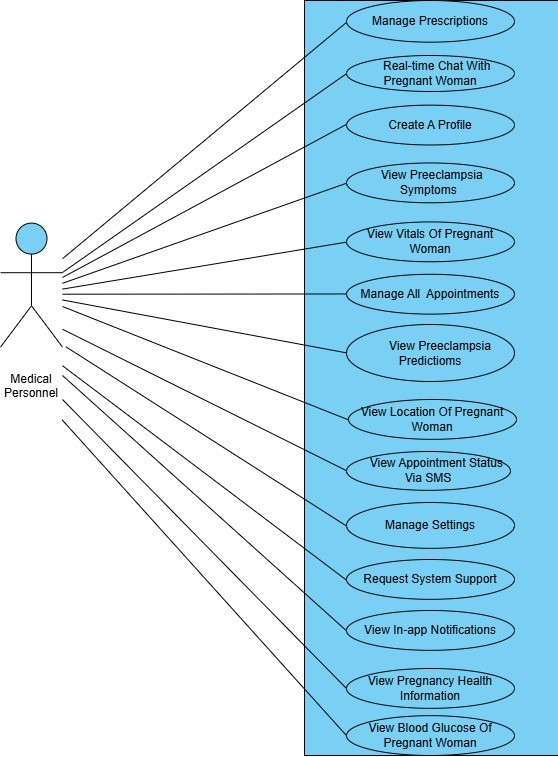 Manage Prescriptions
Real-time Chat With
Pregnant Woman
Create A Profile
View Preeclampsia
Symptoms
View Vitals Of Pregnant
Woman
Manage All Appointments
View Preeclampsia
Predictioms
Medical
Personnel
View Location Of Pregnant
Woman
View Appointment Status
Via SMS
Manage Settings
Request System Support
View In-app Notifications
View Pregnancy Health
Information
View Blood Glucose Of
Pregnant Woman